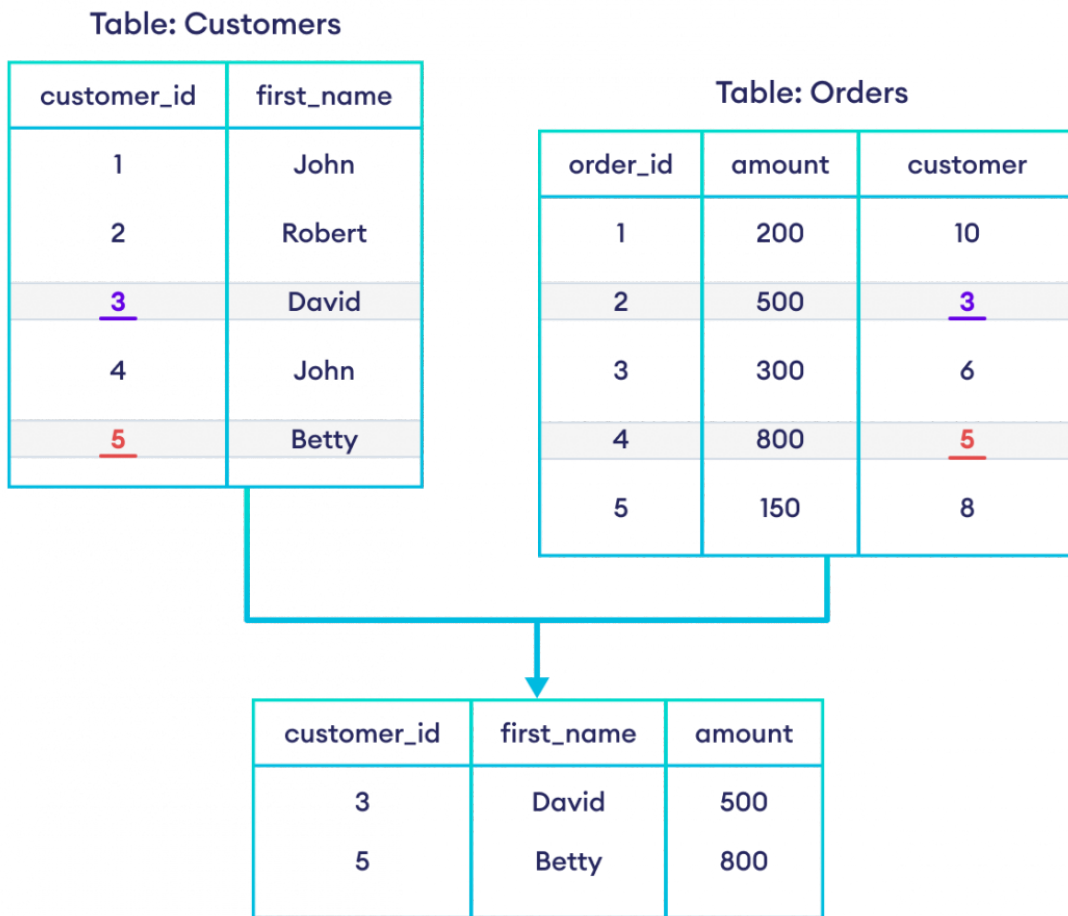 Table: Customers
customer_id first_name
1 John
2 Robert
3 David
4 John
5 Betty
Table: Orders
order_id amount customer
1 200 10
2 500 3
3 300 6
4 800 5
5 150 8
customer_id first_name amount
3 David 500
5 Betty 800